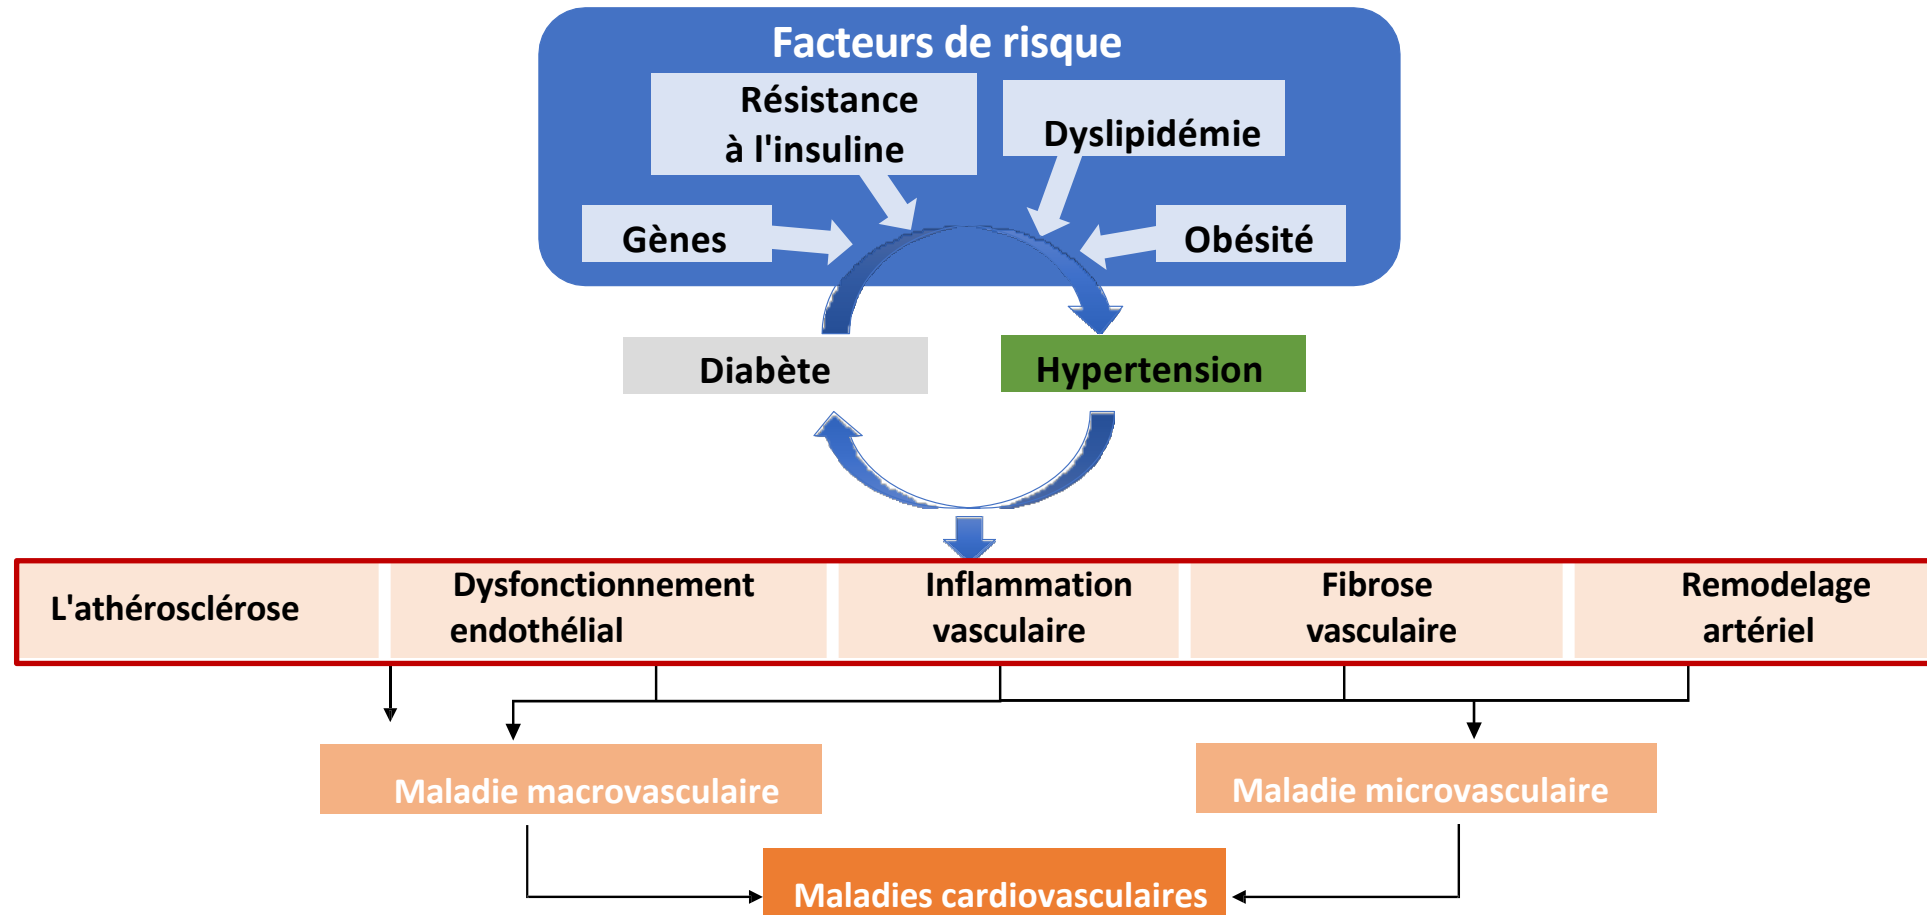 Facteurs de risque
Résistance
à l'insuline
Dyslipidémie
Gènes
Obésité
Diabète
Hypertension
L'athérosclérose
Dysfonctionnement
endothélial
Inflammation
vasculaire
Fibrose
vasculaire
Remodelage
artériel
Maladie macrovasculaire
Maladie microvasculaire
Maladies cardiovasculaires